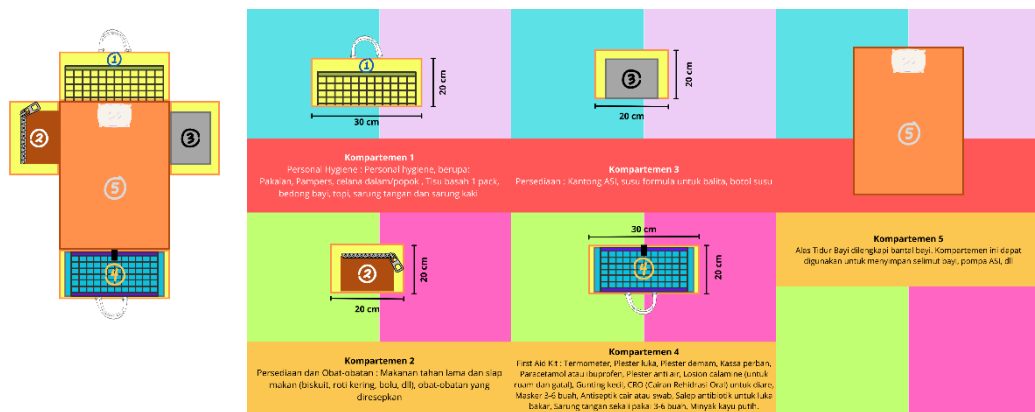 1
2
3
5
4
1
20 cm
30 cm
Kompartemen 1
Personal Hygiene : Personal hygiene, berupa:
Pakaian, Pampers, celana dalam/popok , Tisu basah 1 pack,
bedong bayi, topi, sarung tangan dan sarung kaki
3
20 cm
20 cm
Kompartemen 3
Persediaan : Kantong ASI, susu formula untuk balita, botol susu
5
Kompartemen 5
Alas Tidur Bayi dilengkapi bantal bayi. Kompartemen ini dapat
digunakan untuk menyimpan selimut bayi, pompa ASI, dll
2
20 cm
20 cm
Kompartemen 2
Persediaan dan Obat-obatan : Makanan tahan lama dan siap
makan (biskuit, roti kering, bolu, dll), obat-obatan yang
diresepkan
30 cm
4
20 cm
Kompartemen 4
First Aid Kit : Termometer, Plester luka, Plester demam, Kassa perban,
Paracetamol atau ibuprofen, Plester anti air, Losion calamine (untuk
ruam dan gatal), Gunting kecil, CRO (Cairan Rehidrasi Oral) untuk diare,
Masker 3-6 buah, Antiseptik cair atau swab, Salep antibiotik untuk luka
bakar, Sarung tangan sekali pakai 3-6 buah, Minyak kayu putih.